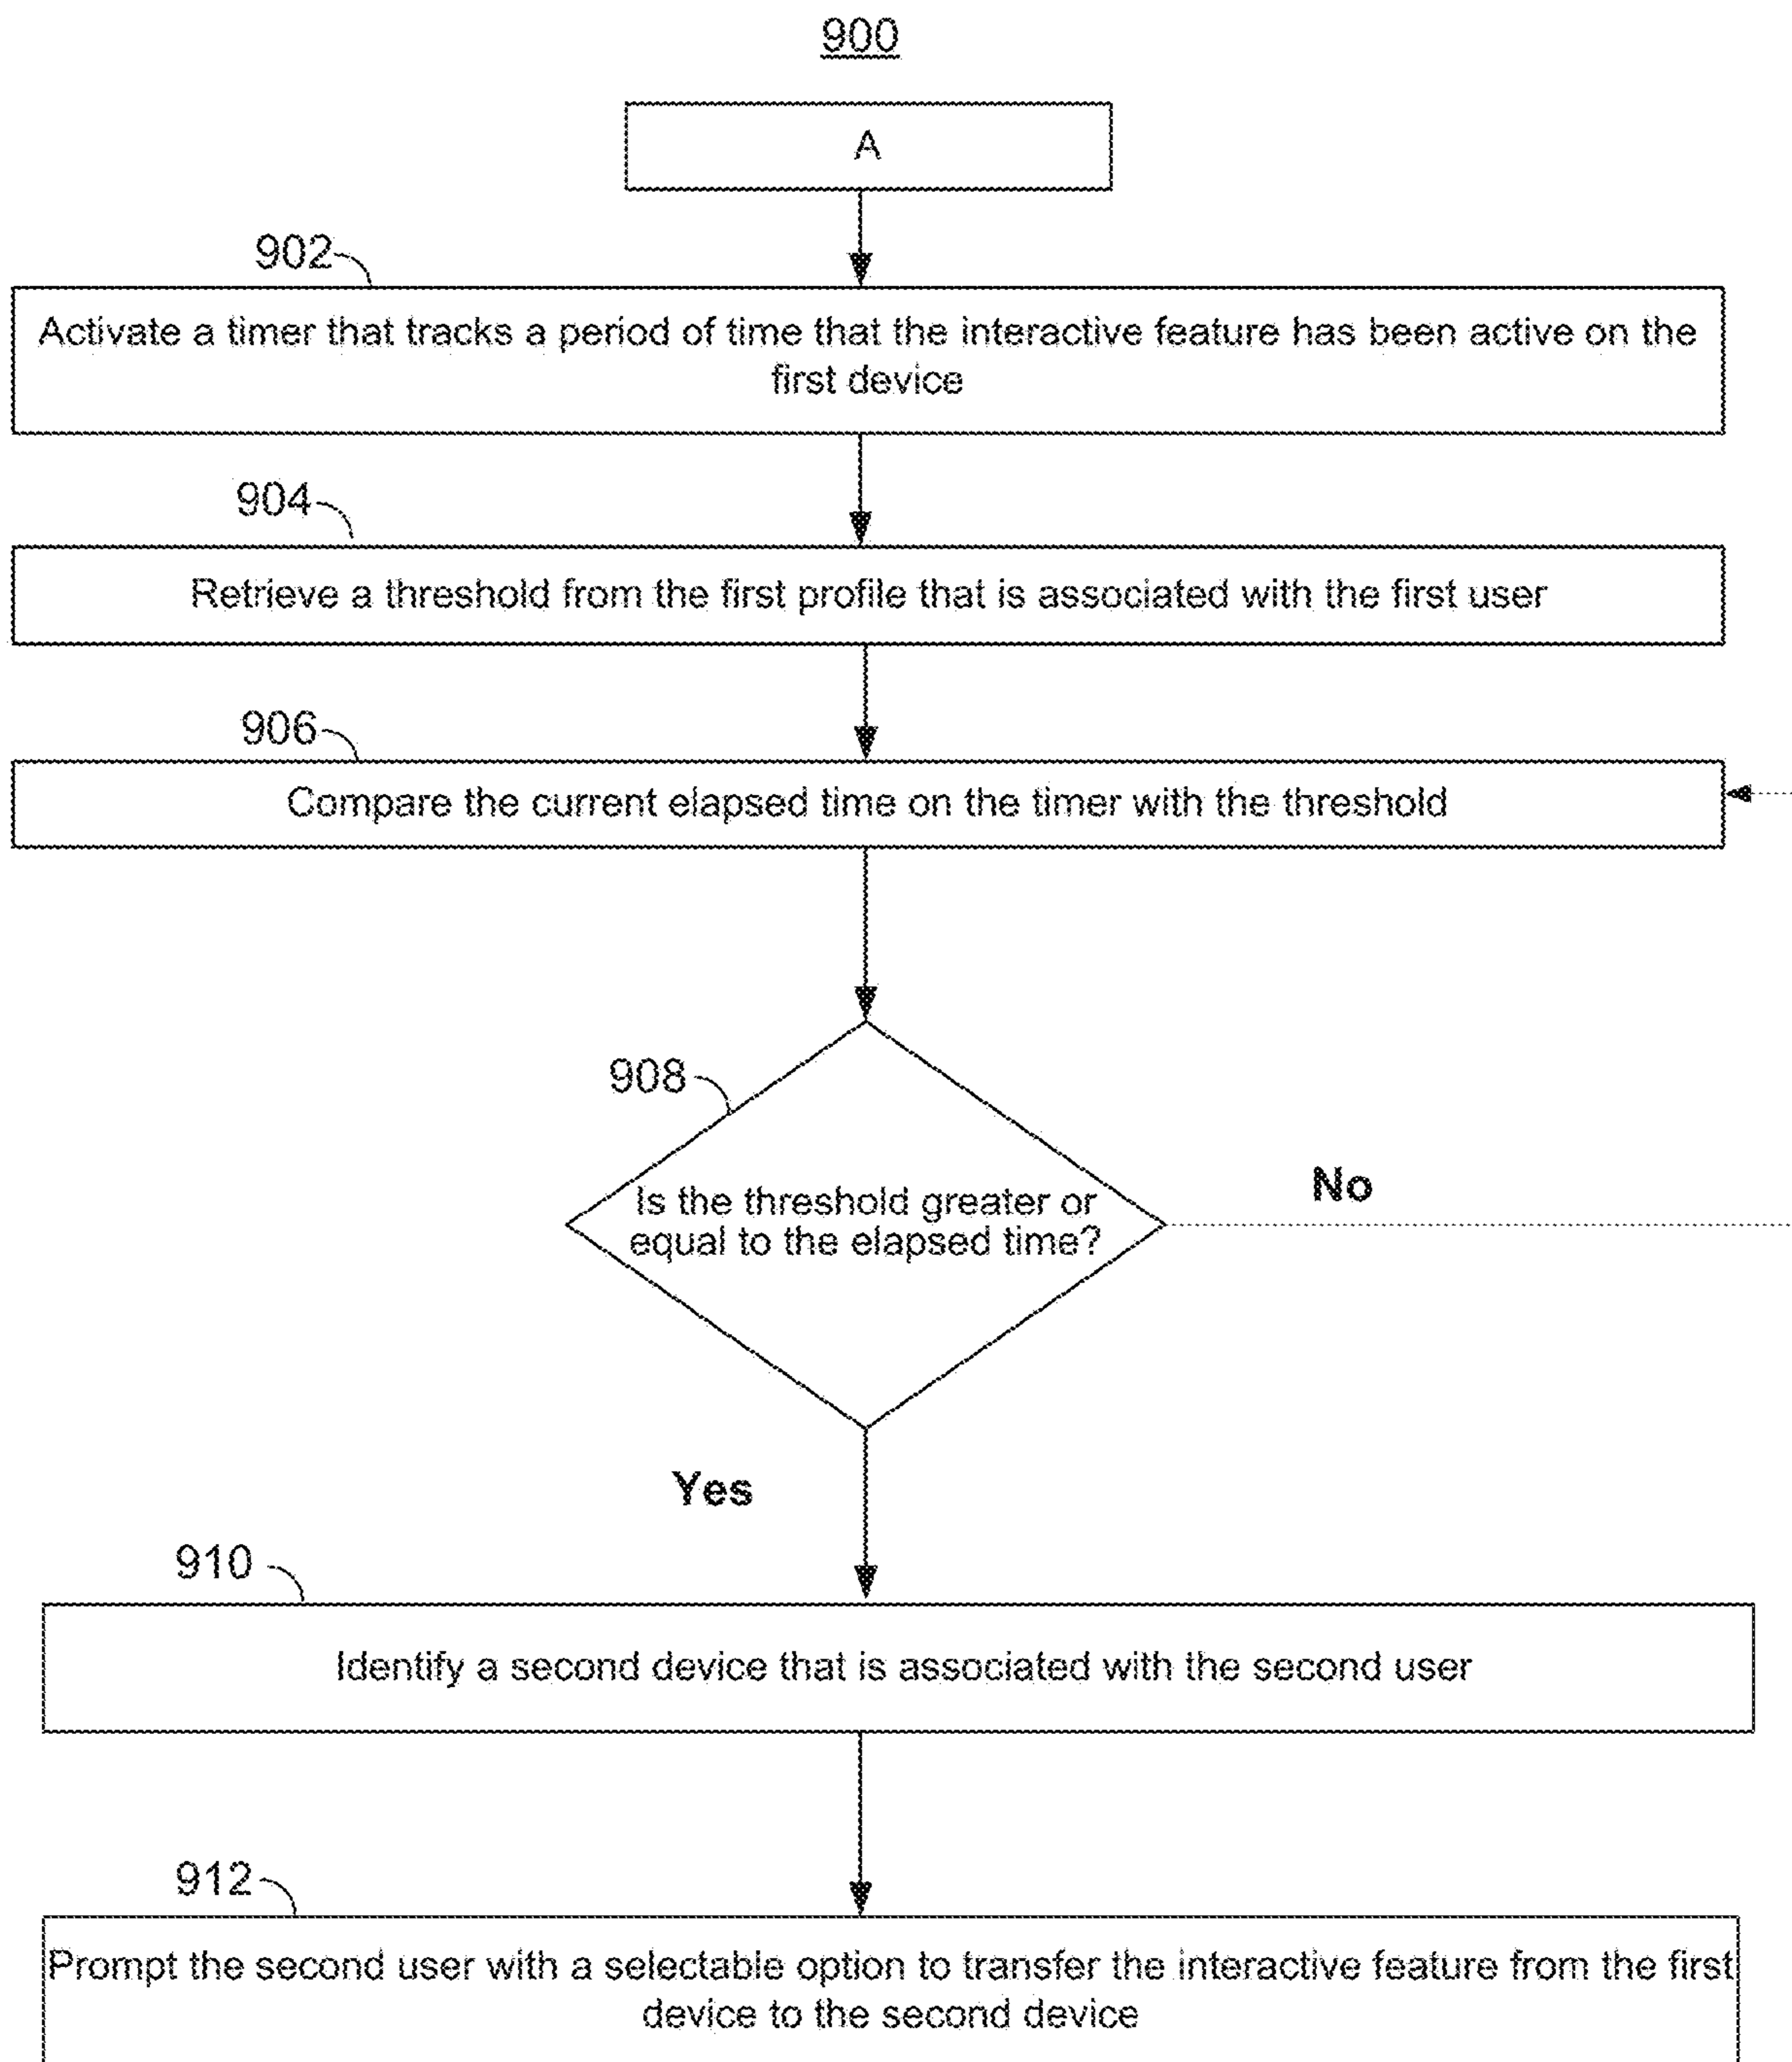 900
A
902
Activate a timer that tracks a period of time that the interactive feature has been active on the
first device
904
Retrieve a threshold from the first profile that is associated with the first user
906
Compare the current elapsed time on the timer with the threshold
908
Is the threshold greater or
equal to the elapsed time?
No
Yes
910
Identify a second device that is associated with the second user
912
Prompt the second user with a selectable option to transfer the interactive feature from the first
device to the second device